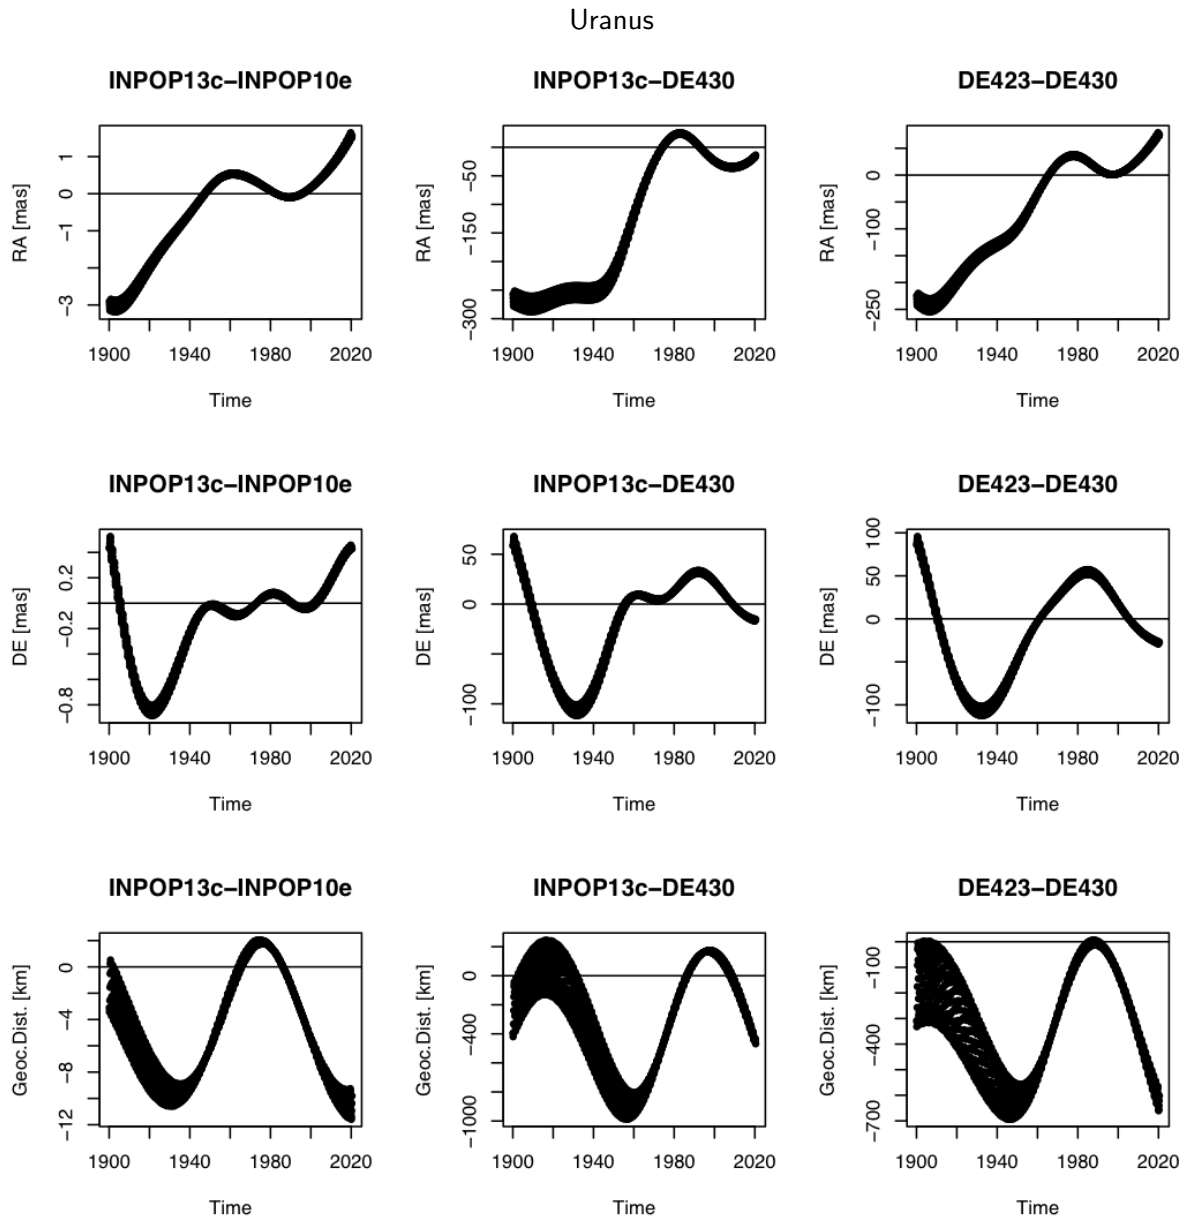 Uranus
INPOP13c−INPOP10e
INPOP13c−DE430
DE423−DE430
RA [mas]
1
0
−1
−3
RA [mas]
−50
−150
−300
RA [mas]
0
−100
−250
1900 1940 1980 2020
1900 1940 1980 2020
1900 1940 1980 2020
Time
Time
Time
INPOP13c−INPOP10e
INPOP13c−DE430
DE423−DE430
DE [mas]
0.2
−0.2
−0.8
DE [mas]
50
0
−100
DE [mas]
100
50
0
−100
1900 1940 1980 2020
1900 1940 1980 2020
1900 1940 1980 2020
Time
Time
Time
INPOP13c−INPOP10e
INPOP13c−DE430
DE423−DE430
Geoc.Dist. [km]
0
−4
−8
−12
Geoc.Dist. [km]
0
−400
−1000
Geoc.Dist. [km]
−100
−400
−700
1900 1940 1980 2020
1900 1940 1980 2020
1900 1940 1980 2020
Time
Time
Time